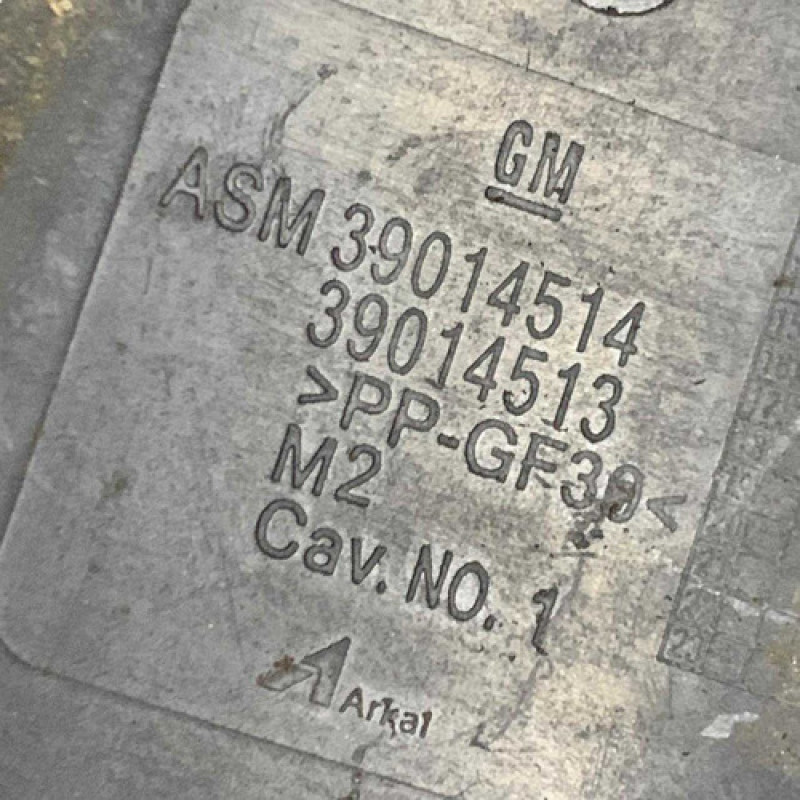 GM
ASM 39014514
39014513
>PP-GF30<
M2
Cav. NO. 1
Arkal